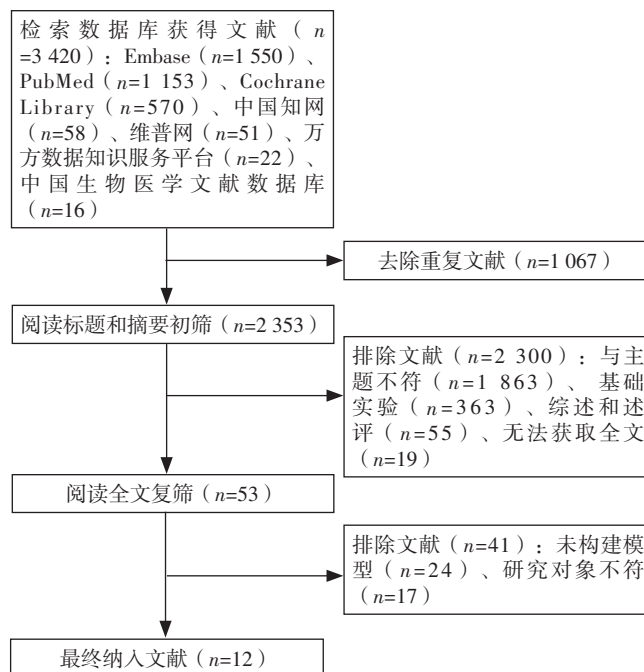 检索数据库获得文献（n
=3 420）：Embase（n=1 550）、
PubMed（n=1 153）、Cochrane
Library（n=570）、中国知网
（n=58）、维普网（n=51）、万
方数据知识服务平台（n=22）、
中国生物医学文献数据库
（n=16）
去除重复文献（n=1 067）
阅读标题和摘要初筛（n=2 353）
排除文献（n=2 300）：与主
题不符（n=1 863）、基础
实验（n=363）、综述和述
评（n=55）、无法获取全文
（n=19）
阅读全文复筛（n=53）
排除文献（n=41）：未构建模
型（n=24）、研究对象不符
（n=17）
最终纳入文献（n=12）